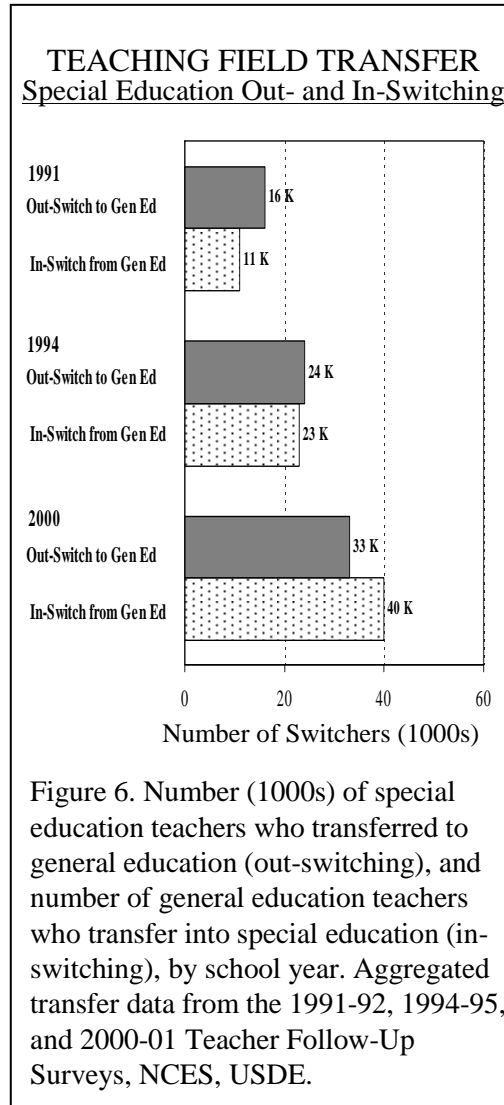 TEACHING FIELD TRANSFER
Special Education Out- and In-Switching
1991
Out-Switch to Gen Ed
16 K
In-Switch from Gen Ed
11 K
1994
Out-Switch to Gen Ed
24 K
In-Switch from Gen Ed
23 K
2000
Out-Switch to Gen Ed
33 K
In-Switch from Gen Ed
40 K
0 20 40 60
Number of Switchers (1000s)
Figure 6. Number (1000s) of special
education teachers who transferred to
general education (out-switching), and
number of general education teachers
who transfer into special education (in-
switching), by school year. Aggregated
transfer data from the 1991-92, 1994-95,
and 2000-01 Teacher Follow-Up
Surveys, NCES, USDE.